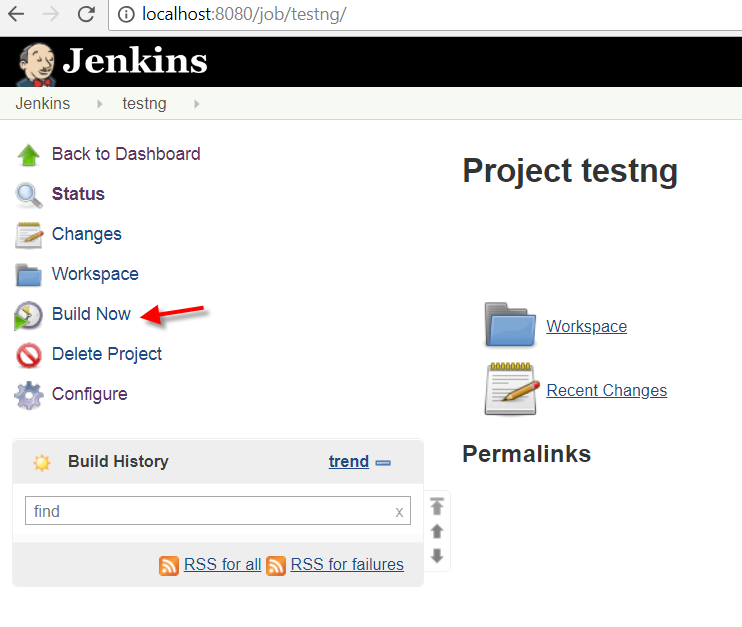 localhost:8080/job/testng/
Jenkins
Jenkins testng
Back to Dashboard
Status
Changes
Workspace
Build Now
Delete Project
Configure
Build History trend
find x
RSS for all RSS for failures
Project testng
Workspace
Recent Changes
Permalinks